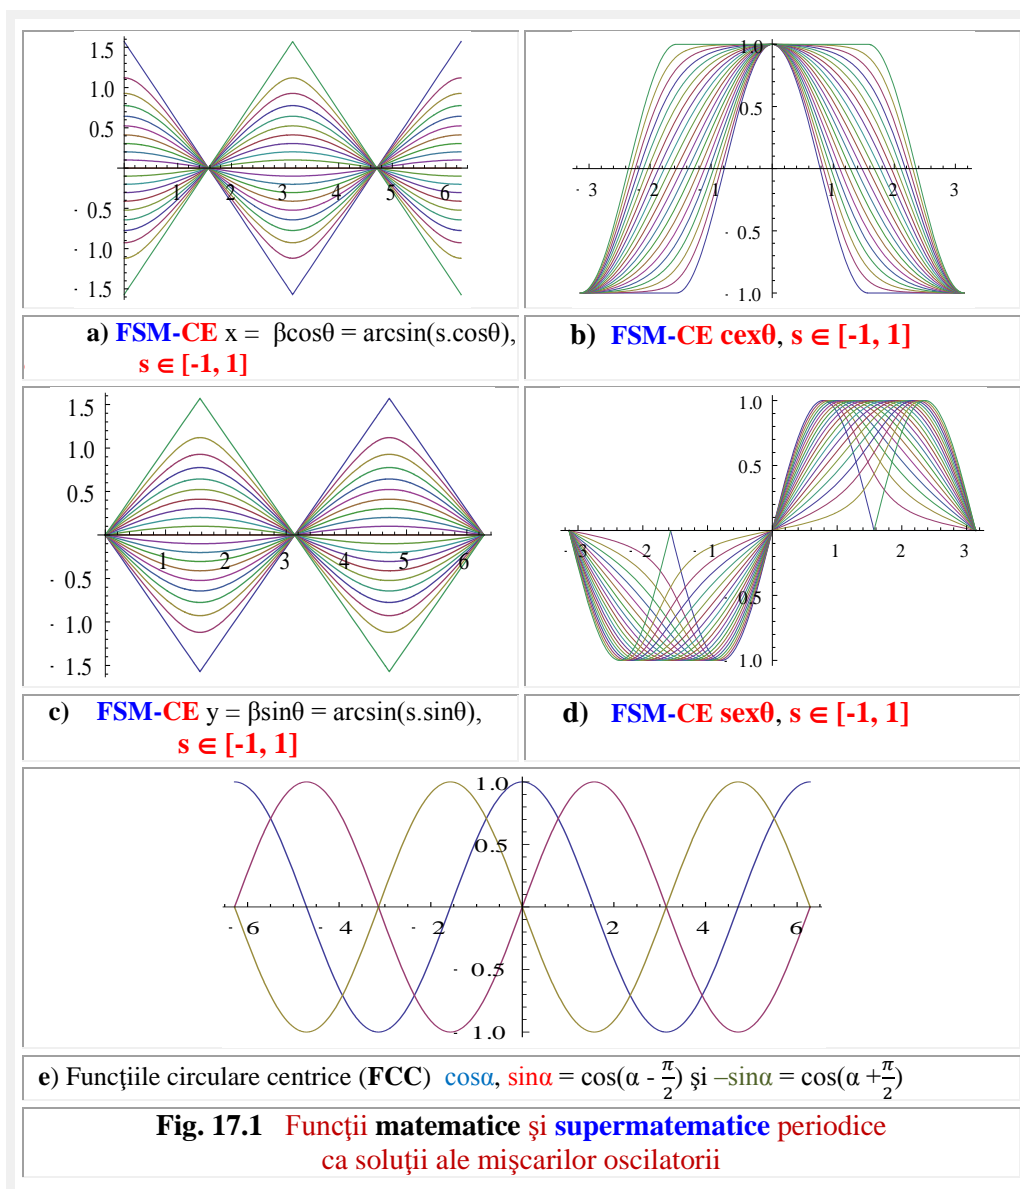 1.5
1.0
0.5
1 2 3 4 5 6
- 0.5
- 1.0
- 1.5
1.0
0.5
- 3 - 2 - 1 1 2 3
- 0.5
- 1.0
a) FSM-CE x = βcosθ = arcsin(s.cosθ),
s ∈ [-1, 1]
b) FSM-CE cexθ, s ∈ [-1, 1]
1.5
1.0
0.5
1 2 3 4 5 6
- 0.5
- 1.0
- 1.5
1.0
0.5
- 3 - 2 - 1 1 2 3
- 0.5
- 1.0
c) FSM-CE y = βsinθ = arcsin(s.sinθ),
s ∈ [-1, 1]
d) FSM-CE sexθ, s ∈ [-1, 1]
1.0
0.5
- 6 - 4 - 2 2 4 6
- 0.5
- 1.0
e) Funcţiile circulare centrice (FCC) cosα, sinα = cos(α - π/2) şi –sinα = cos(α +π/2)
Fig. 17.1 Funcţii matematice şi supermatematice periodice
ca soluţii ale mişcarilor oscilatorii